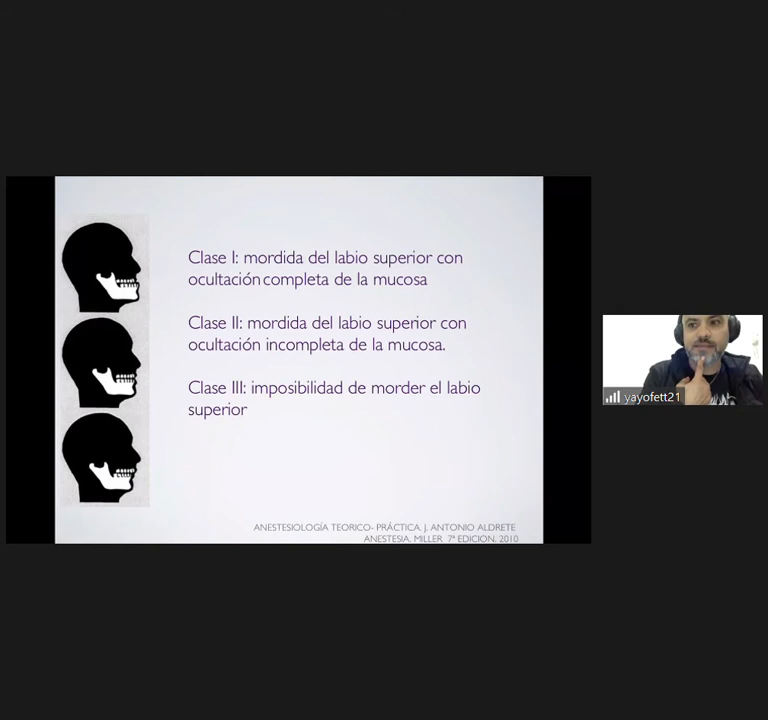 Clase I: mordida del labio superior con
ocultación completa de la mucosa
Clase II: mordida del labio superior con
ocultación incompleta de la mucosa.
Clase III: imposibilidad de morder el labio
superior
yayofett21
ANESTESIOLOGÍA TEORICO- PRÁCTICA. J. ANTONIO ALDRETE
ANESTESIA. MILLER 7ª EDICION, 2010